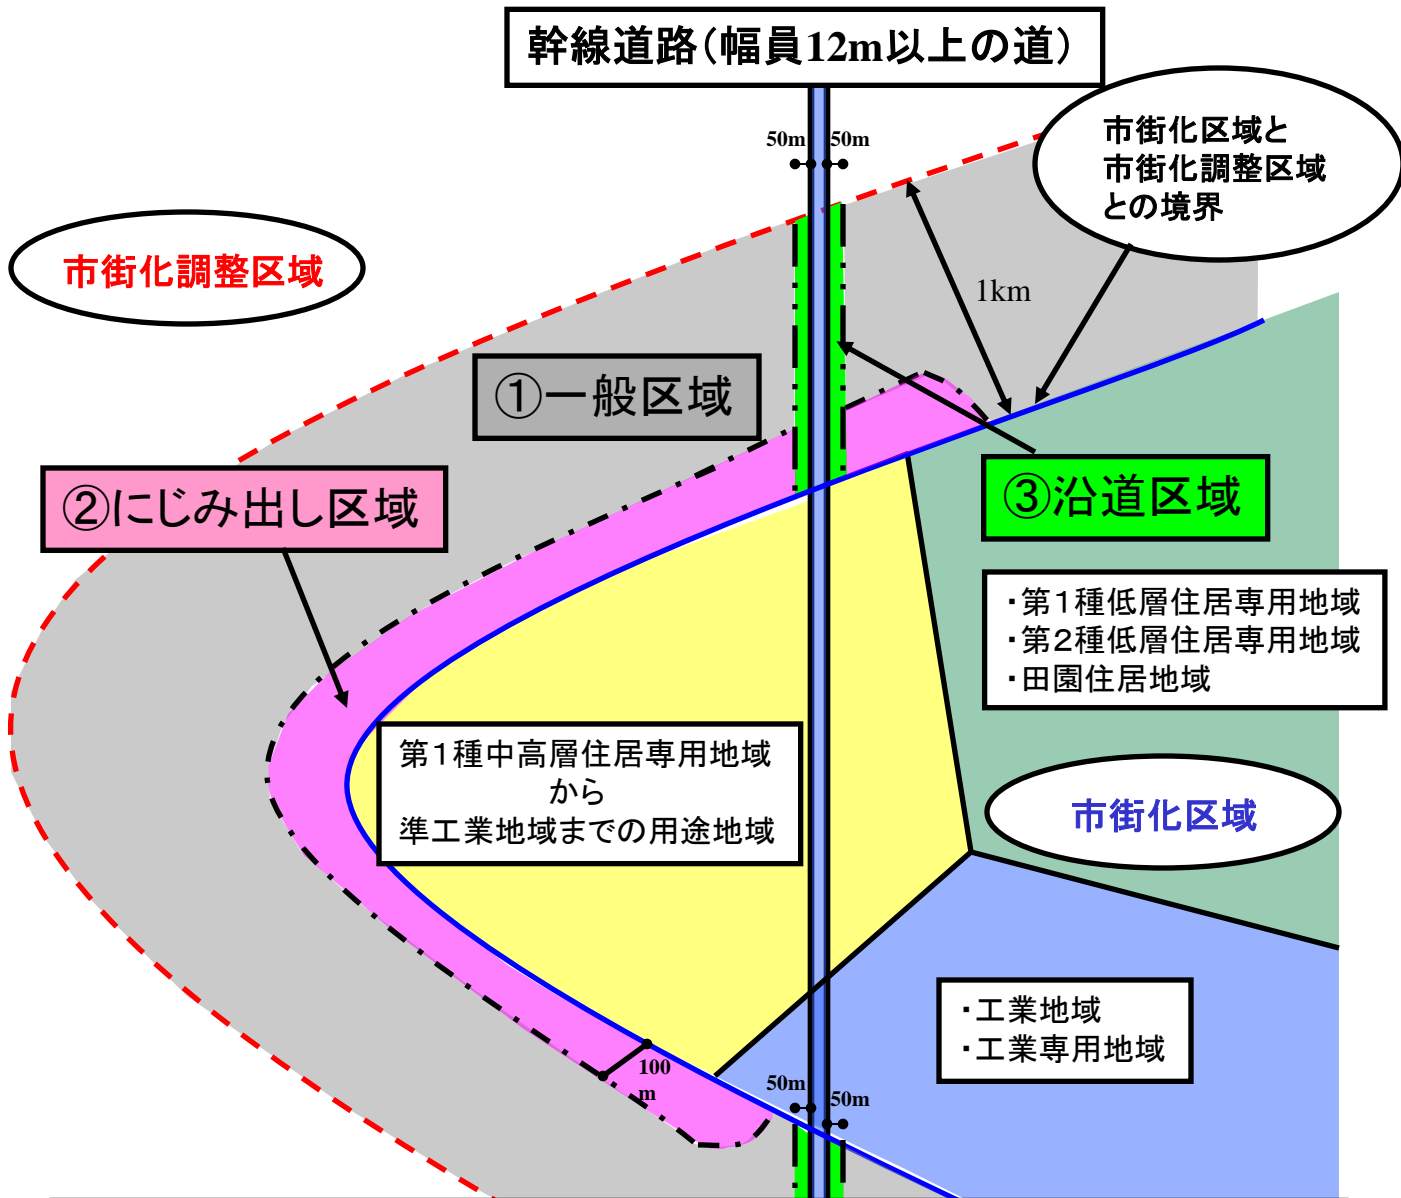 幹線道路(幅員12m以上の道)
50m
50m
市街化区域と
市街化調整区域
との境界
市街化調整区域
1km
①一般区域
②にじみ出し区域
③沿道区域
・第1種低層住居専用地域
・第2種低層住居専用地域
・田園住居地域
第1種中高層住居専用地域
から
準工業地域までの用途地域
市街化区域
・工業地域
・工業専用地域
100
m
50m
50m